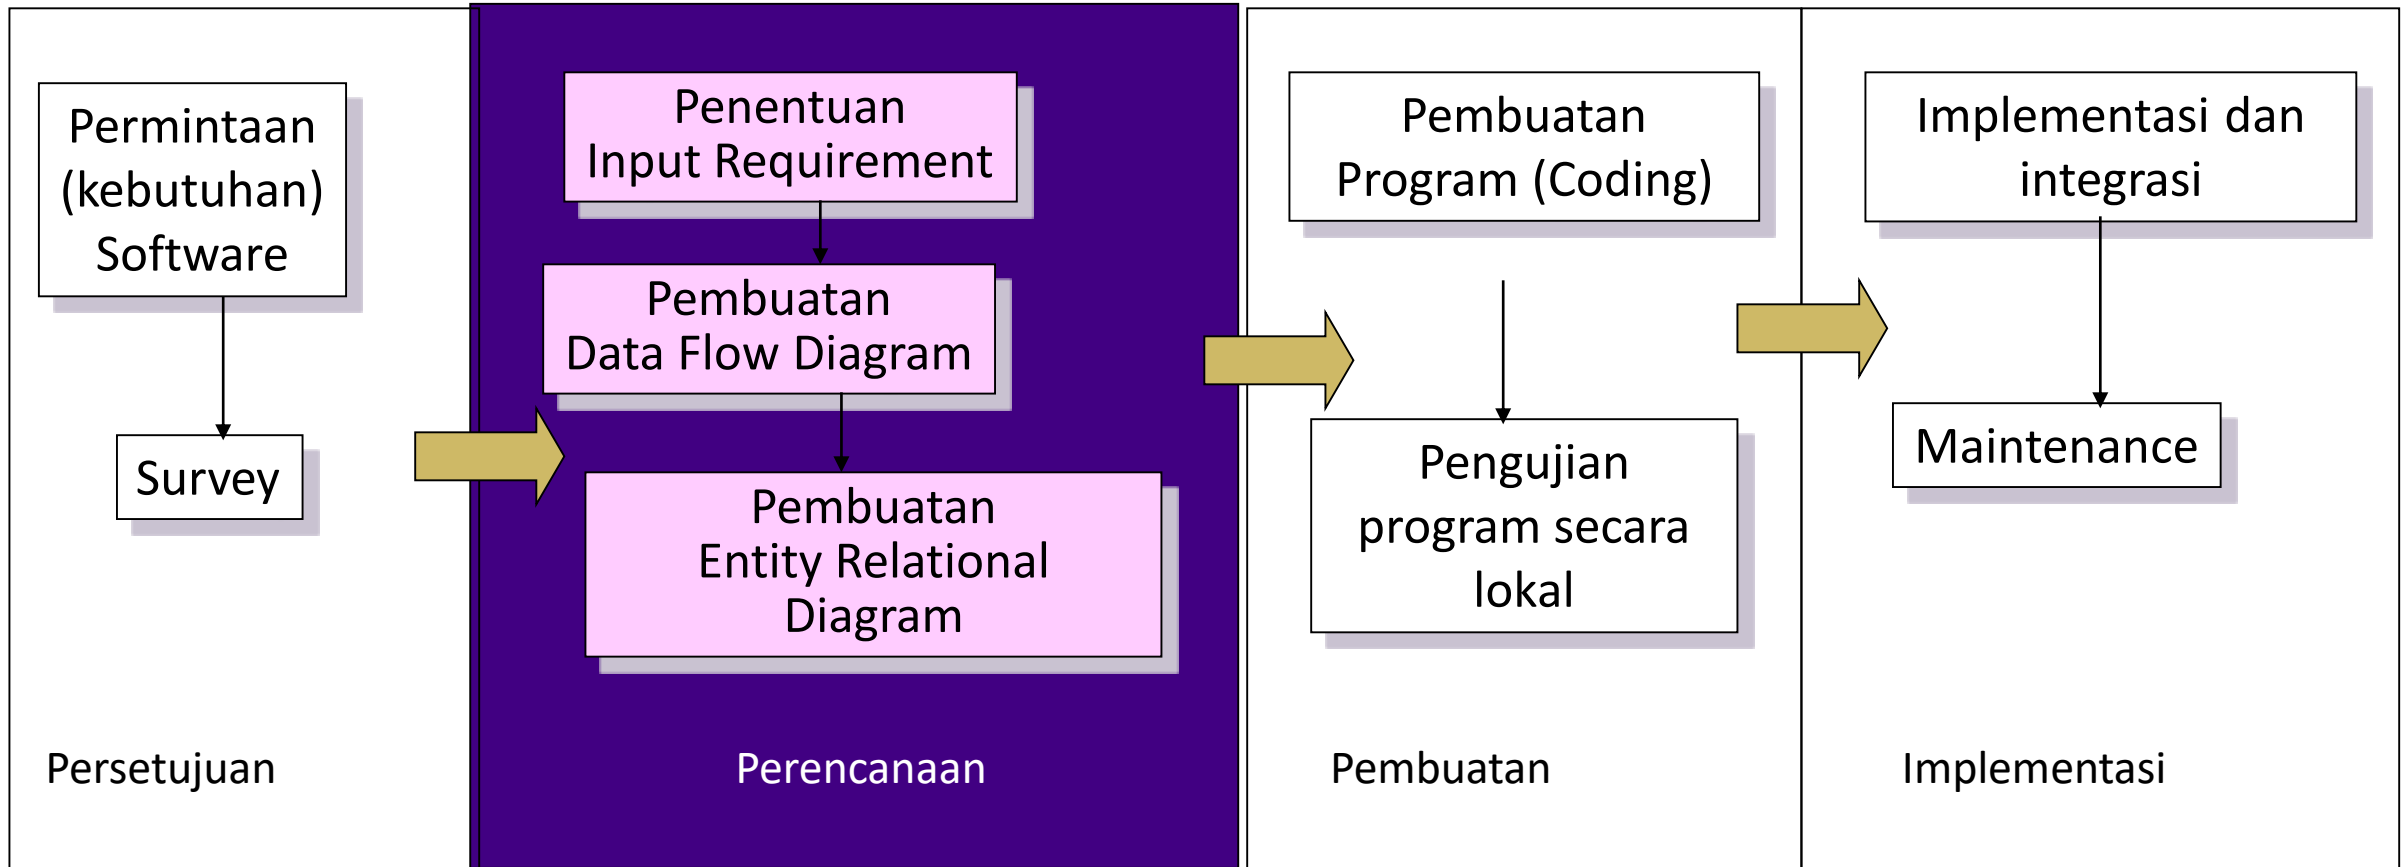 Permintaan
(kebutuhan)
Software
Survey
Persetujuan
Penentuan
Input Requirement
Pembuatan
Data Flow Diagram
Pembuatan
Entity Relational
Diagram
Perencanaan
Pembuatan
Program (Coding)
Pengujian
program secara
lokal
Pembuatan
Implementasi dan
integrasi
Maintenance
Implementasi